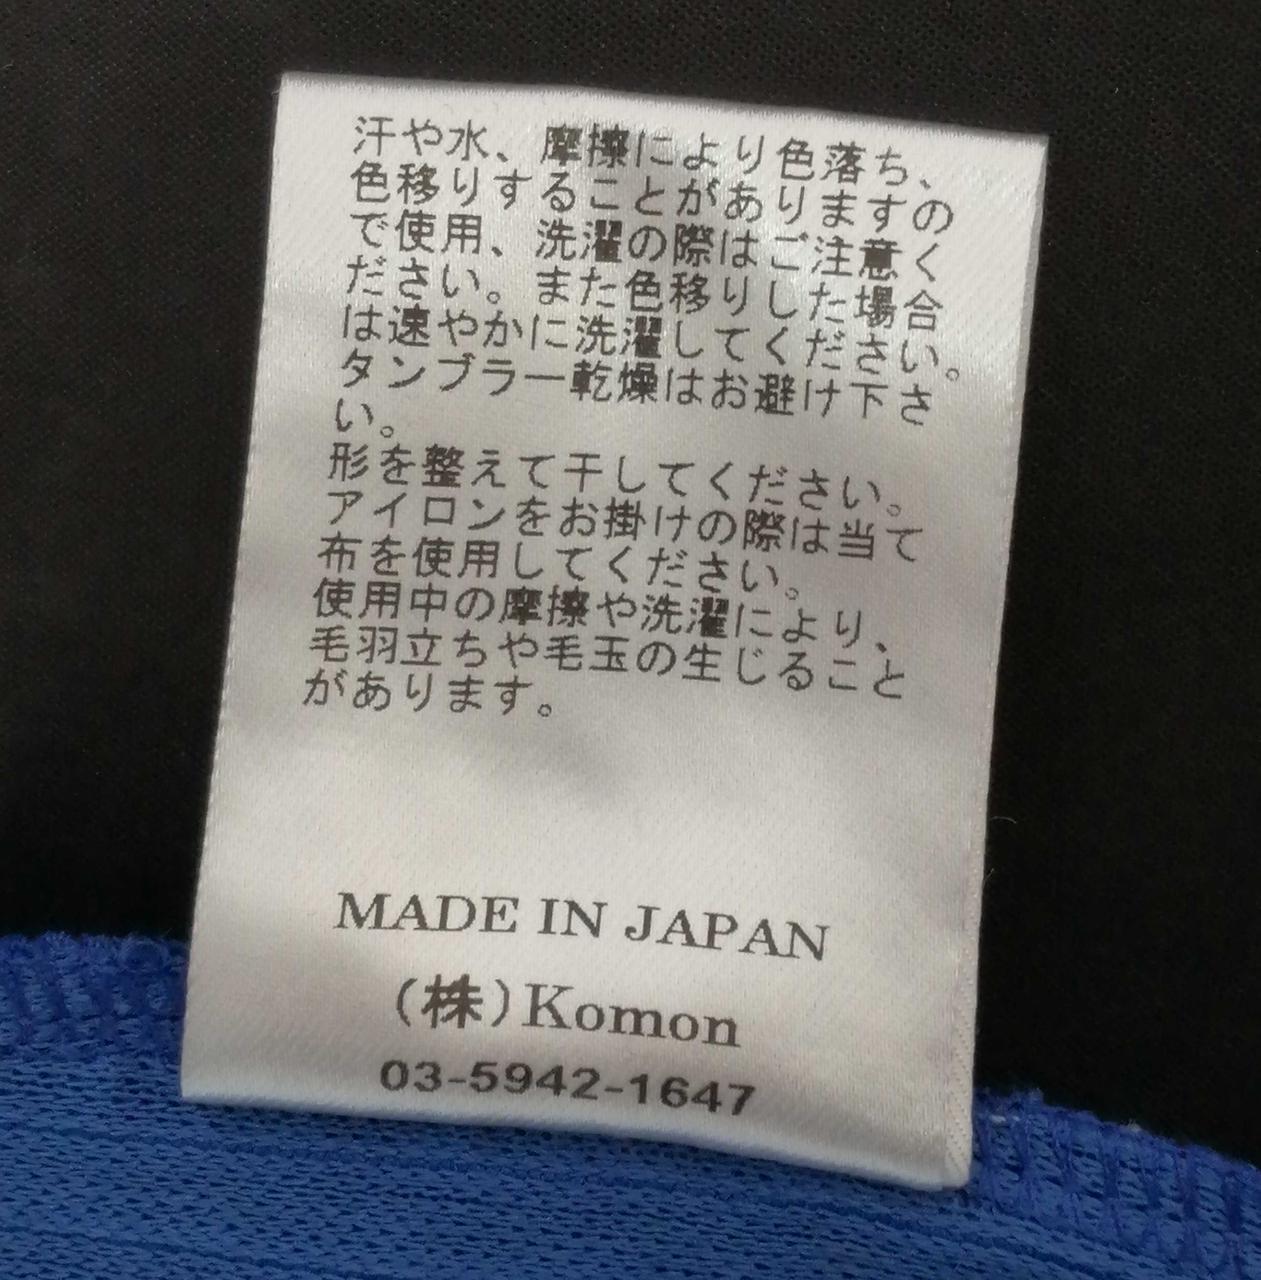 汗や水、摩擦により色落ち、
色移りすることがありますの
で使用、洗濯の際はご注意く
ださい。また色移りした場合
は速やかに洗濯してください。
タンブラー乾燥はお避け下さ
い。
形を整えて干してください。
アイロンをお掛けの際は当て
布を使用してください。
使用中の摩擦や洗濯により、
毛羽立ちや毛玉の生じること
があります。
MADE IN JAPAN
(株)Komon
03-5942-1647